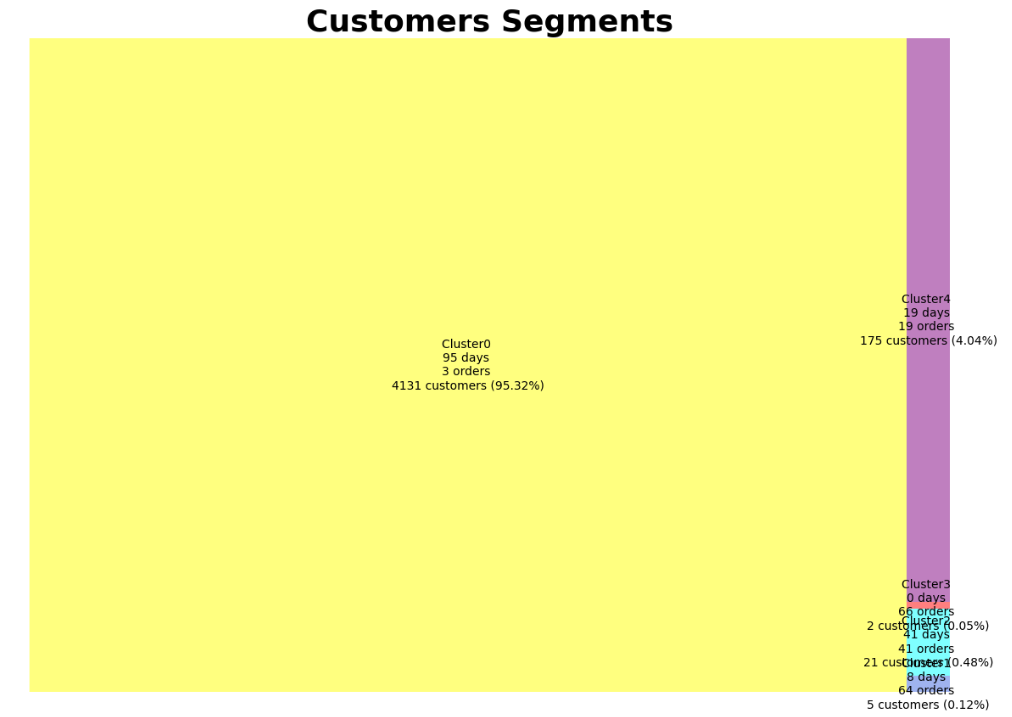 Customers Segments
Cluster0
95 days
3 orders
4131 customers (95.32%)
Cluster4
19 days
19 orders
175 customers (4.04%)
Cluster3
0 days
66 orders
2 customers (0.05%)
Cluster2
41 days
41 orders
21 customers (0.48%)
Cluster1
8 days
64 orders
5 customers (0.12%)